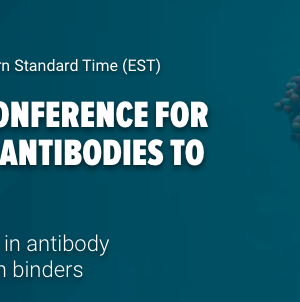 rn Standard Time (EST)
ONFERENCE FOR
ANTIBODIES TO
in antibody
n binders